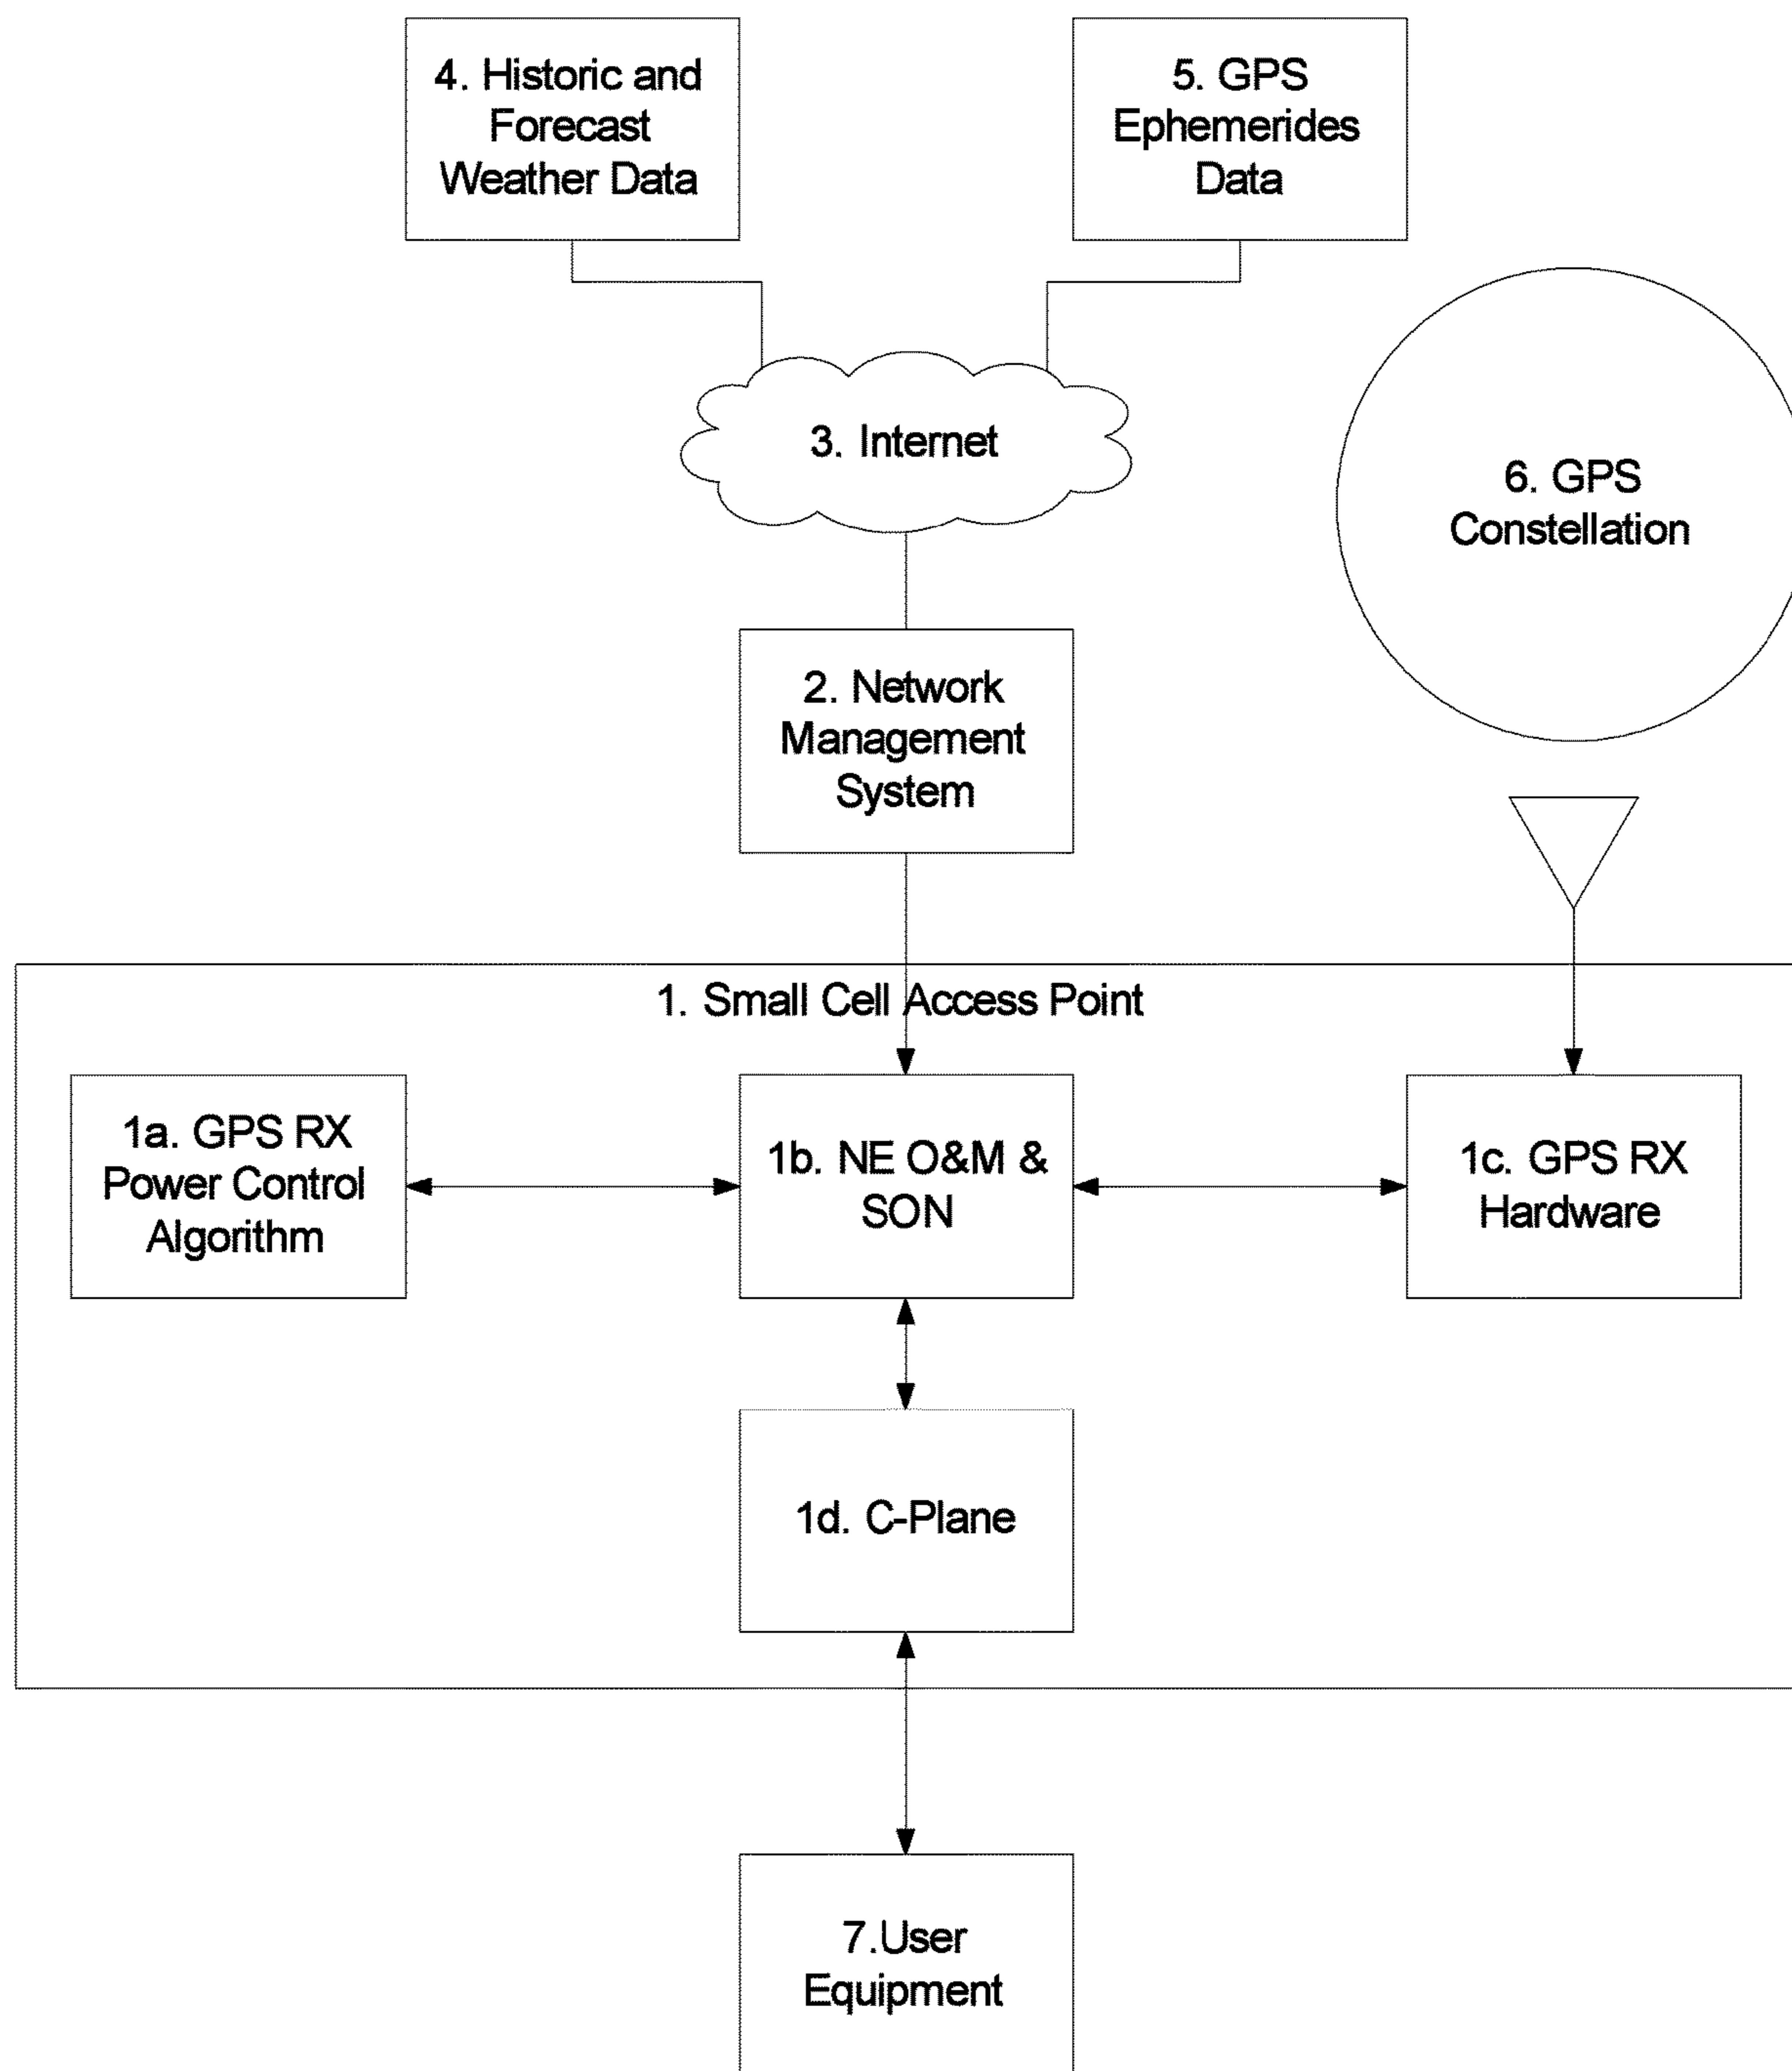 4. Historic and
Forecast
Weather Data
5. GPS
Ephemerides
Data
3. Internet
6. GPS
Constellation
2. Network
Management
System
1. Small Cell Access Point
1a. GPS RX
Power Control
Algorithm
1b. NE O&M &
SON
1c. GPS RX
Hardware
1d. C-Plane
7.User
Equipment